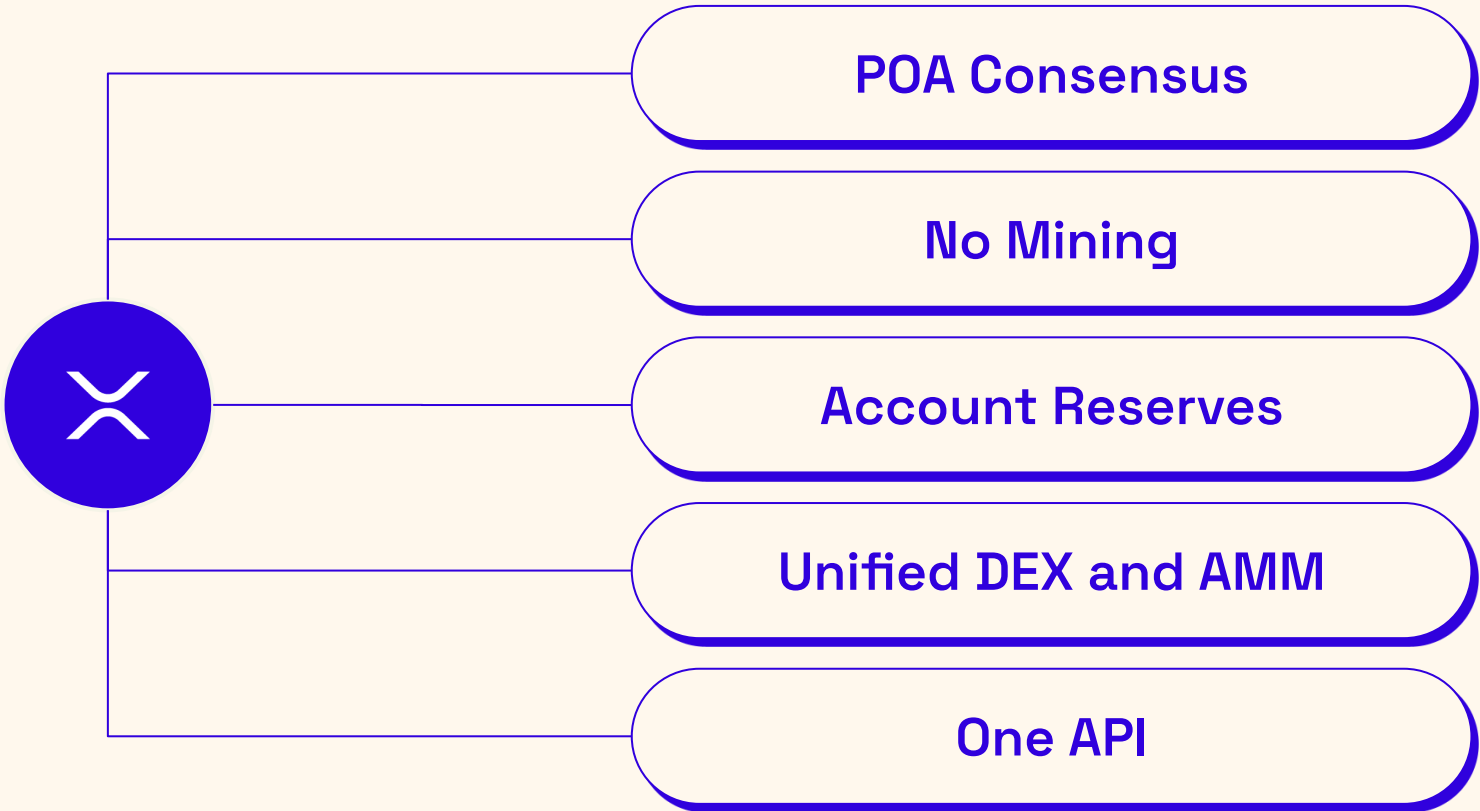 POA Consensus
No Mining
Account Reserves
Unified DEX and AMM
One API